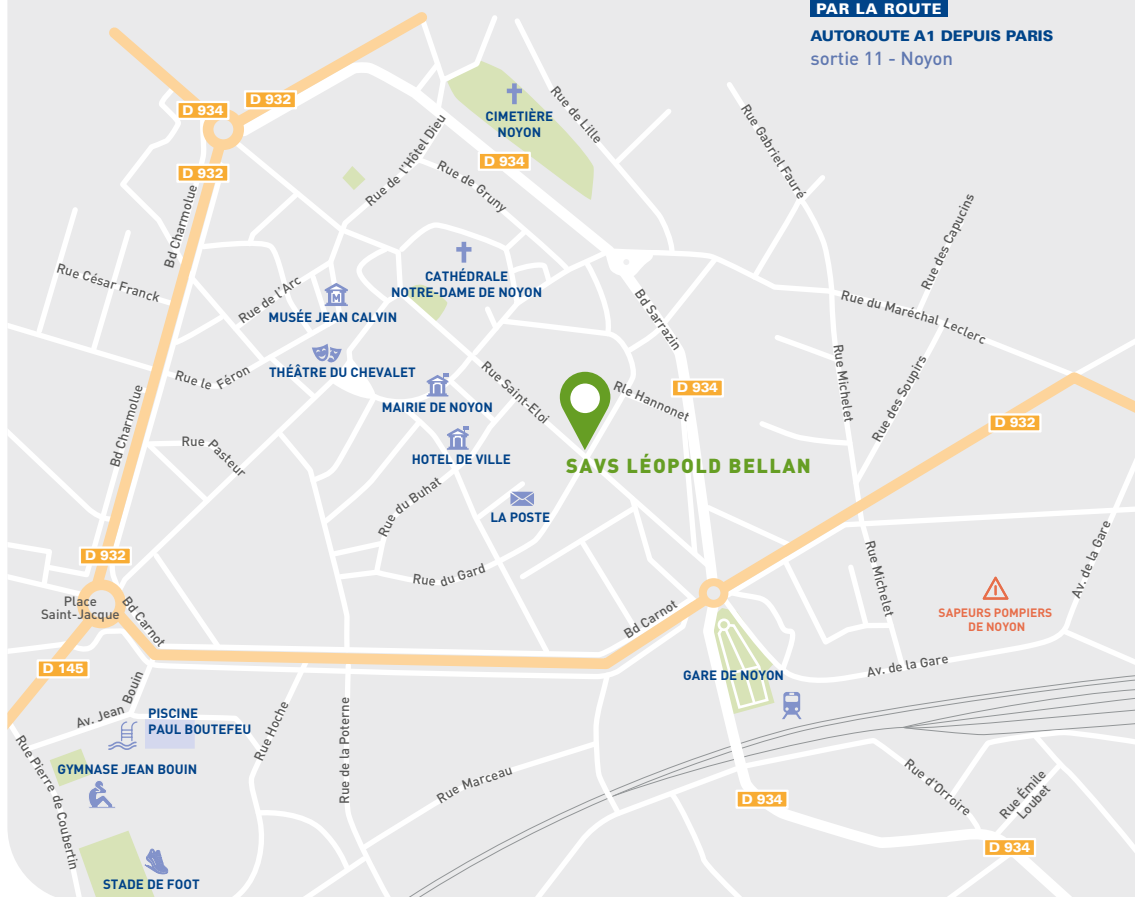 PAR LA ROUTE
AUTOROUTE A1 DEPUIS PARIS
sortie 11 - Noyon
D 934
D 932
D 932
Bd Charmolue
Rue de l'Hôtel Dieu
CIMETIÈRE
NOYON
Rue de Lille
D 934
Rue de Gruny
Rue Gabriel Fauré
Rue des Capucins
Rue César Franck
Rue de l'Arc
CATHÉDRALE
NOTRE-DAME DE NOYON
M
MUSÉE JEAN CALVIN
Bd Sarrazin
Rue du Maréchal Leclerc
Rue le Féron
THÉÂTRE DU CHEVALET
MAIRIE DE NOYON
Rue Saint-Eloi
Rle Hannonet
D 934
Rue Michelet
Rue des Soupirs
D 932
Bd Charmolue
Rue Pasteur
HOTEL DE VILLE
SAVS LÉOPOLD BELLAN
Rue du Buhat
LA POSTE
D 932
Rue du Gard
Rue Michelet
Av. de la Gare
Place
Saint-Jacque
Bd Carnot
Bd Carnot
SAPEURS POMPIERS
DE NOYON
D 145
GARE DE NOYON
Av. de la Gare
Av. Jean Bouin
PISCINE
PAUL BOUTEFEU
Rue Hoche
Rue de la Poterne
GYMNASE JEAN BOUIN
Rue Pierre de Coubertin
Rue Marceau
D 934
Rue d'Orroire
Rue Émile
Loubet
D 934
STADE DE FOOT